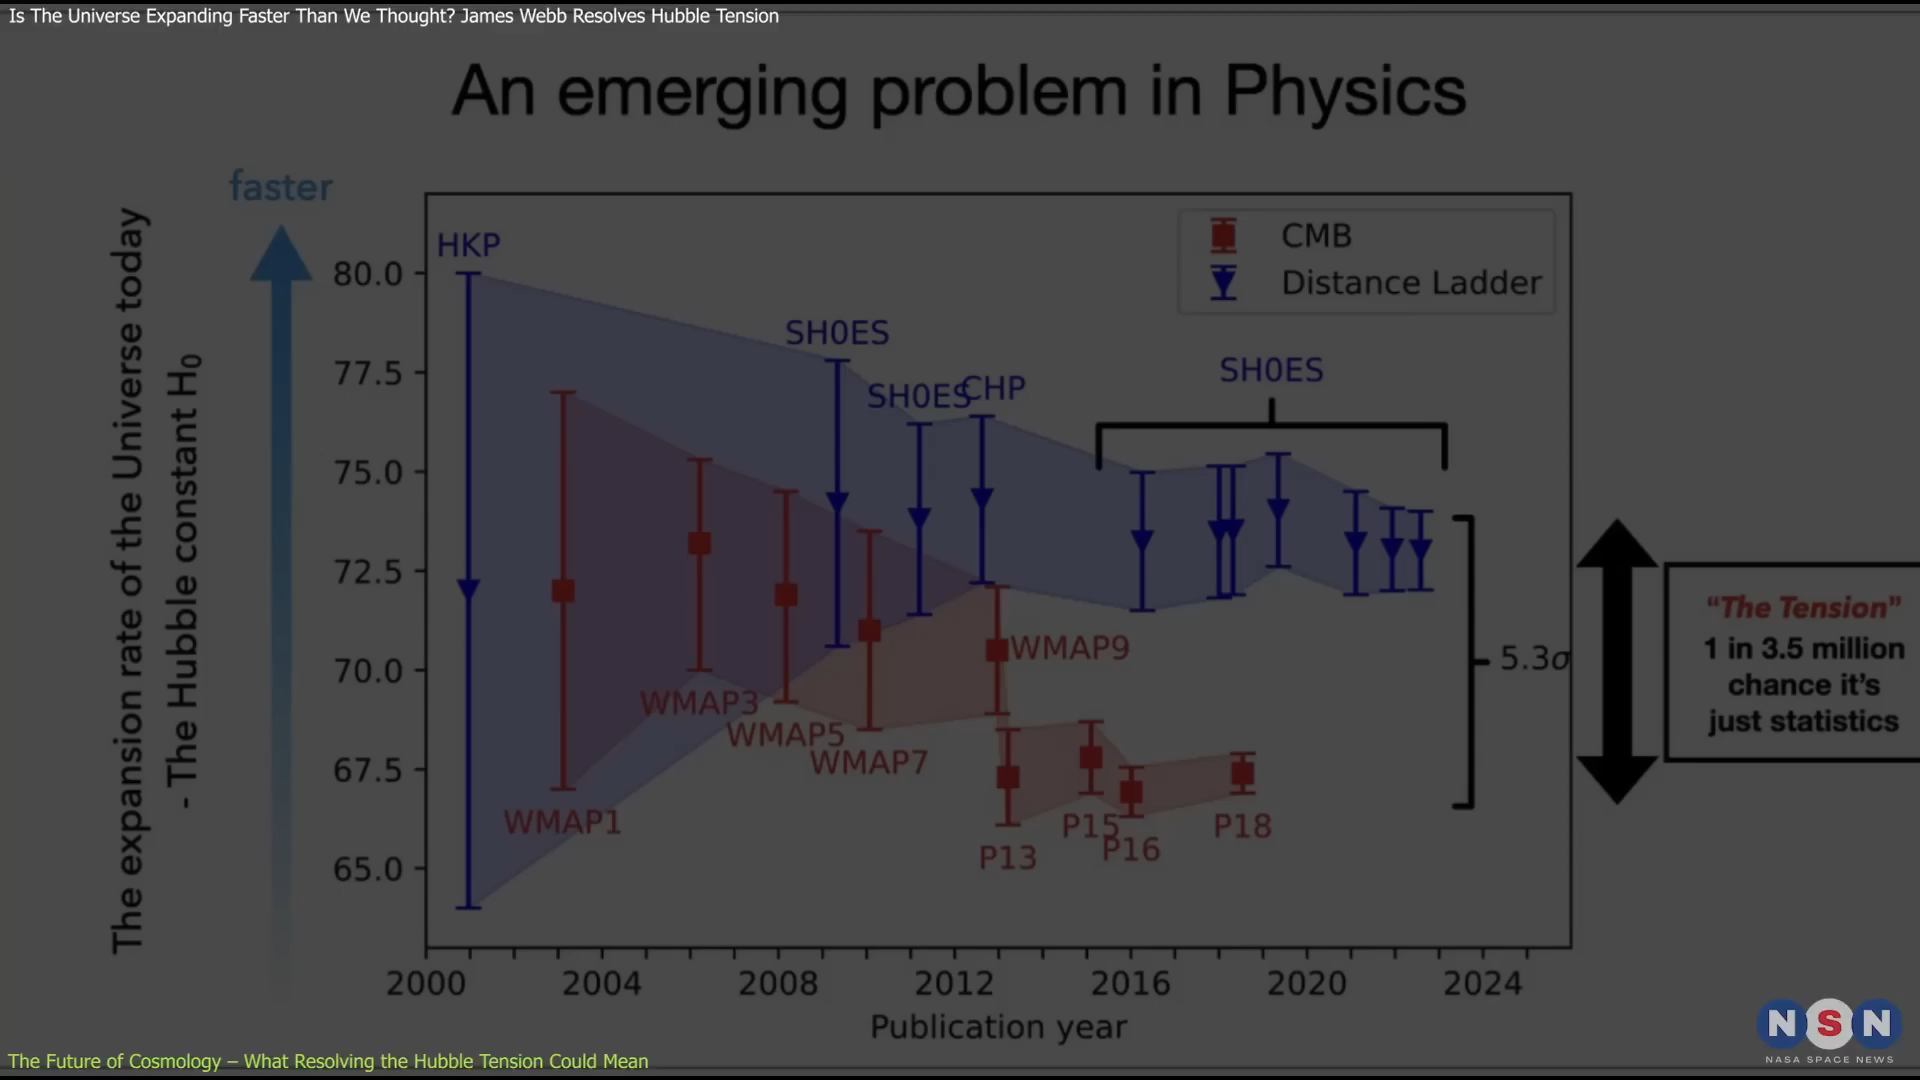 Is The Universe Expanding Faster Than We Thought? James Webb Resolves Hubble Tension
An emerging problem in Physics
faster
The expansion rate of the Universe today
- The Hubble constant H₀
80.0
77.5
75.0
72.5
70.0
67.5
65.0
CMB
Distance Ladder
HKP
SH0ES
SH0ES
CHP
SH0ES
WMAP1
WMAP3
WMAP5
WMAP7
WMAP9
P13
P15
P16
P18
5.3σ
“The Tension”
1 in 3.5 million
chance it’s
just statistics
2000 2004 2008 2012 2016 2020 2024
Publication year
NSN
NASA SPACE NEWS
The Future of Cosmology – What Resolving the Hubble Tension Could Mean